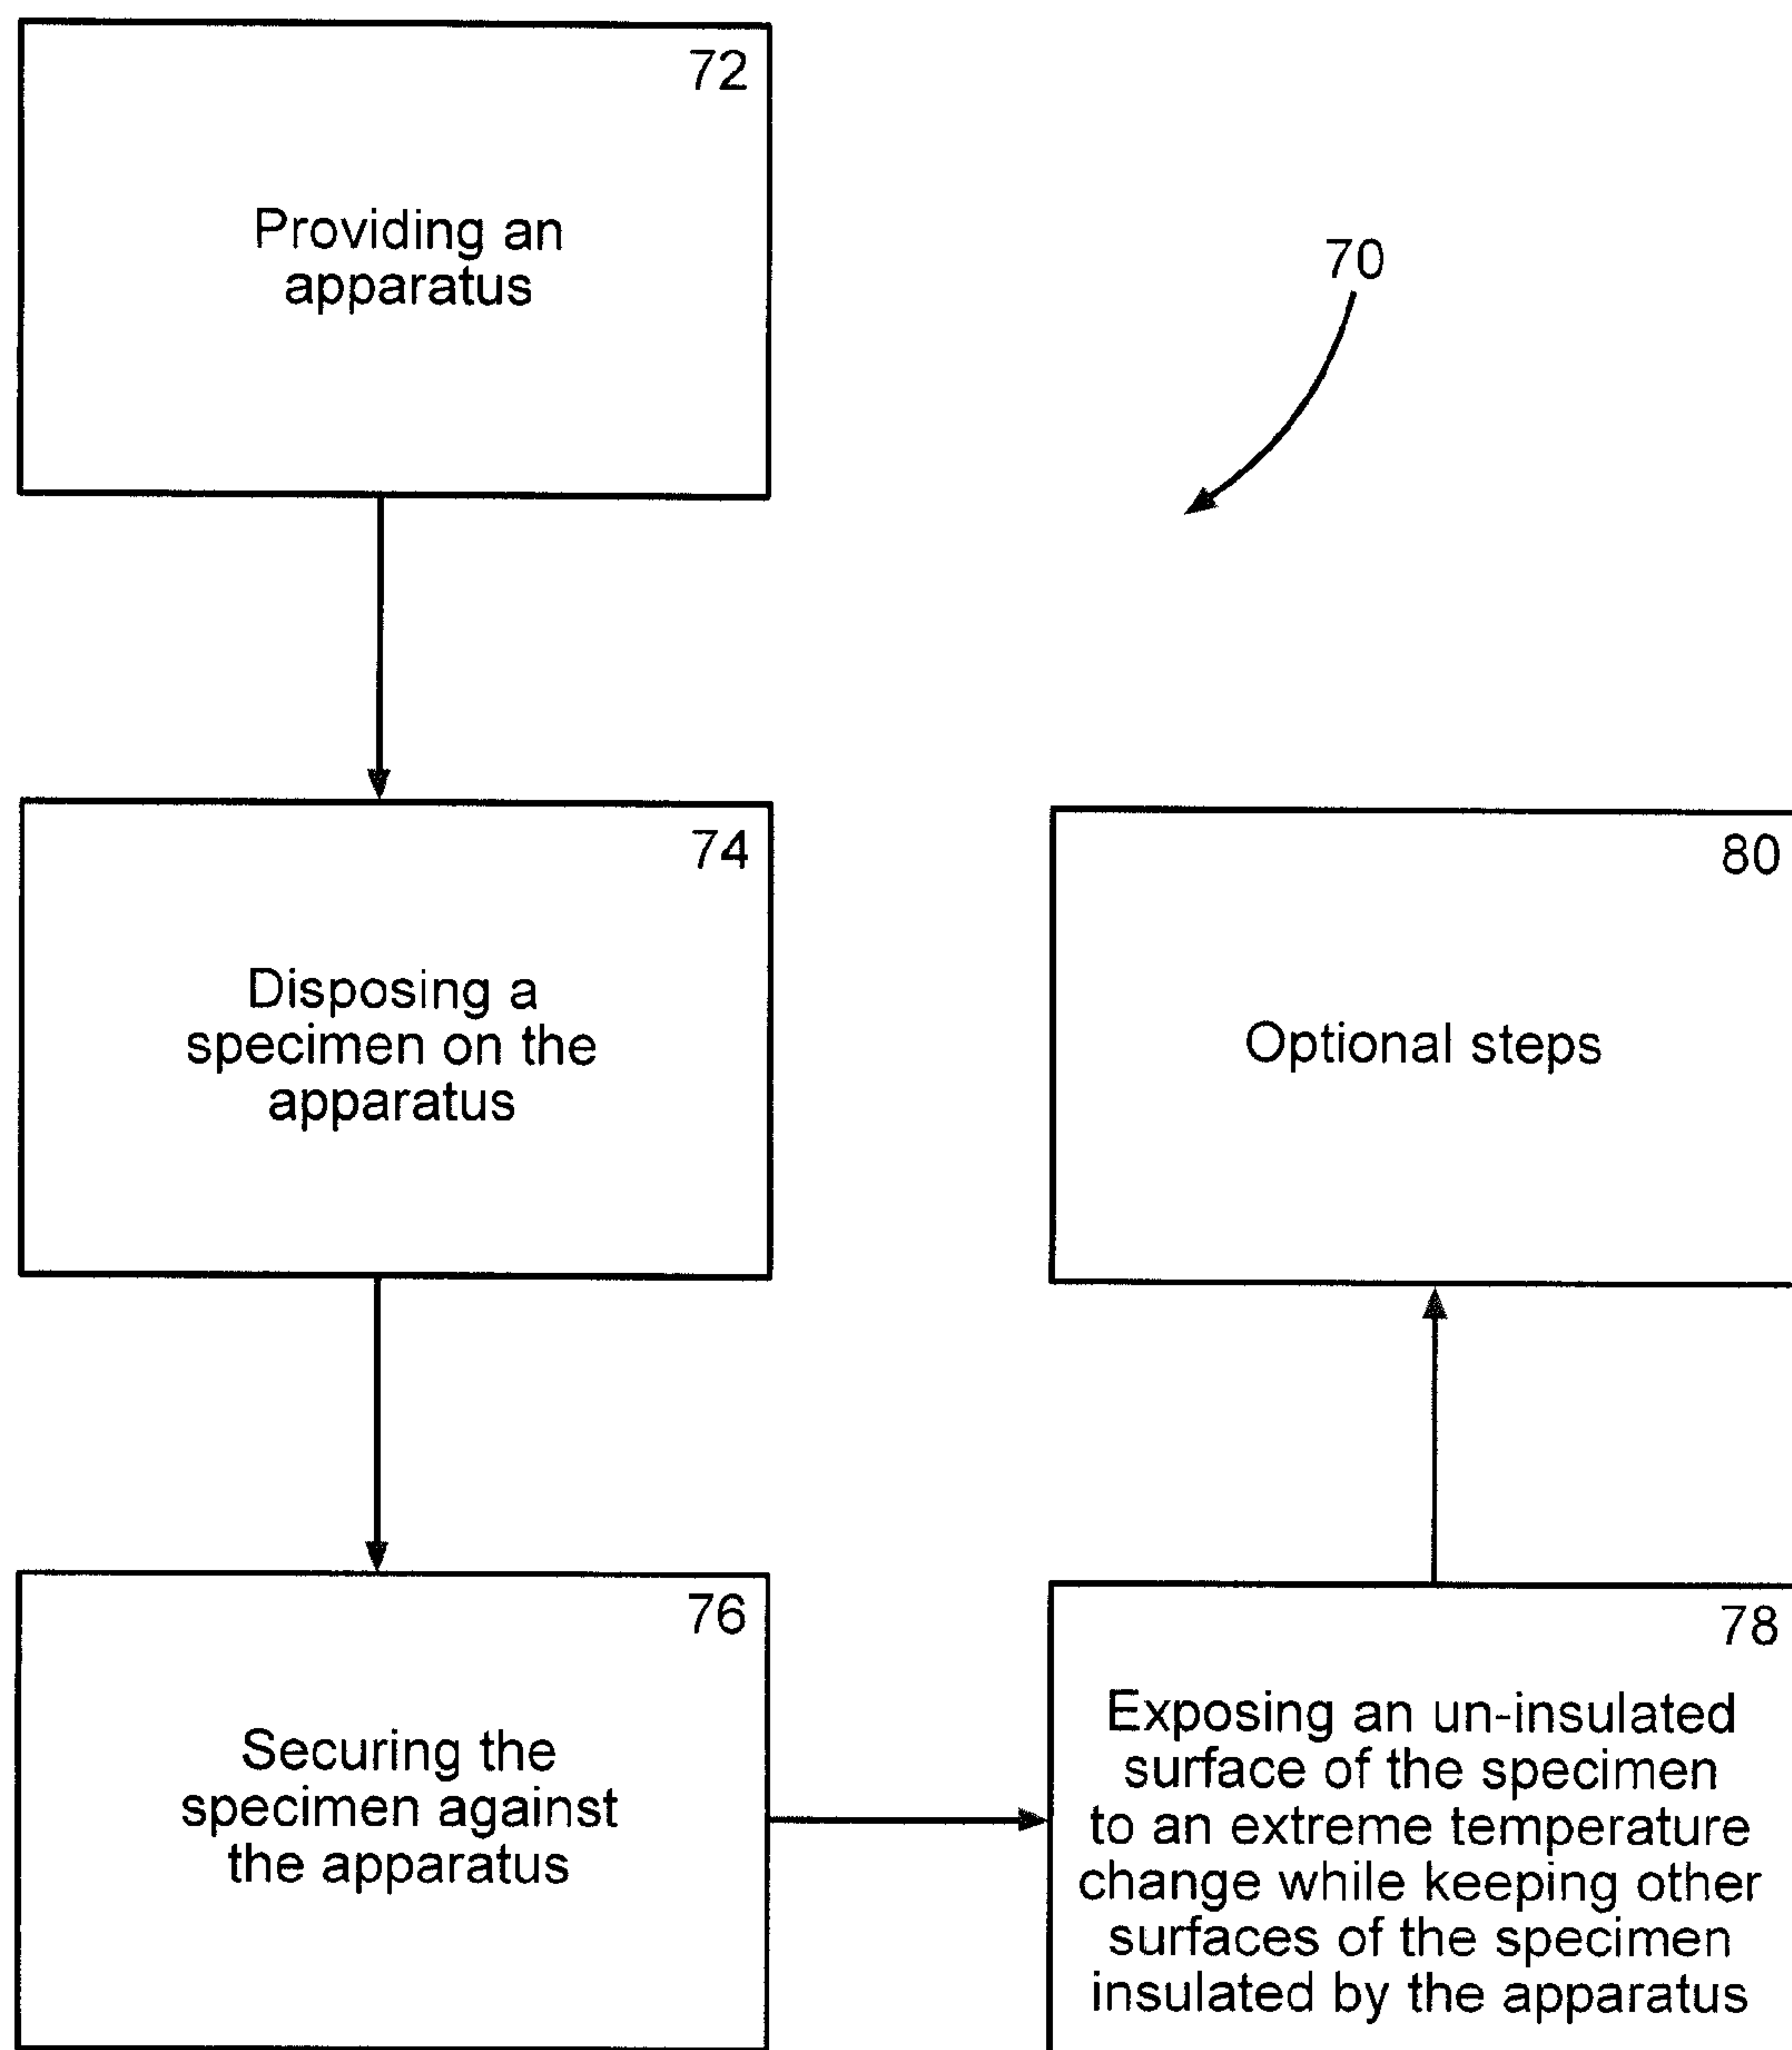 72
Providing an
apparatus
70
74
Disposing a
specimen on the
apparatus
76
Securing the
specimen against
the apparatus
78
Exposing an un-insulated
surface of the specimen
to an extreme temperature
change while keeping other
surfaces of the specimen
insulated by the apparatus
80
Optional steps